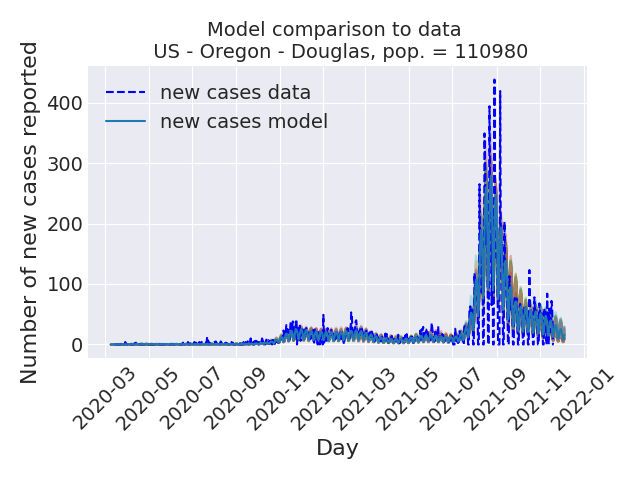 Model comparison to data
US - Oregon - Douglas, pop. = 110980
Number of new cases reported
400
300
200
100
0
new cases data
new cases model
2020-03
2020-05
2020-07
2020-09
2020-11
2021-01
2021-03
2021-05
2021-07
2021-09
2021-11
2022-01
Day